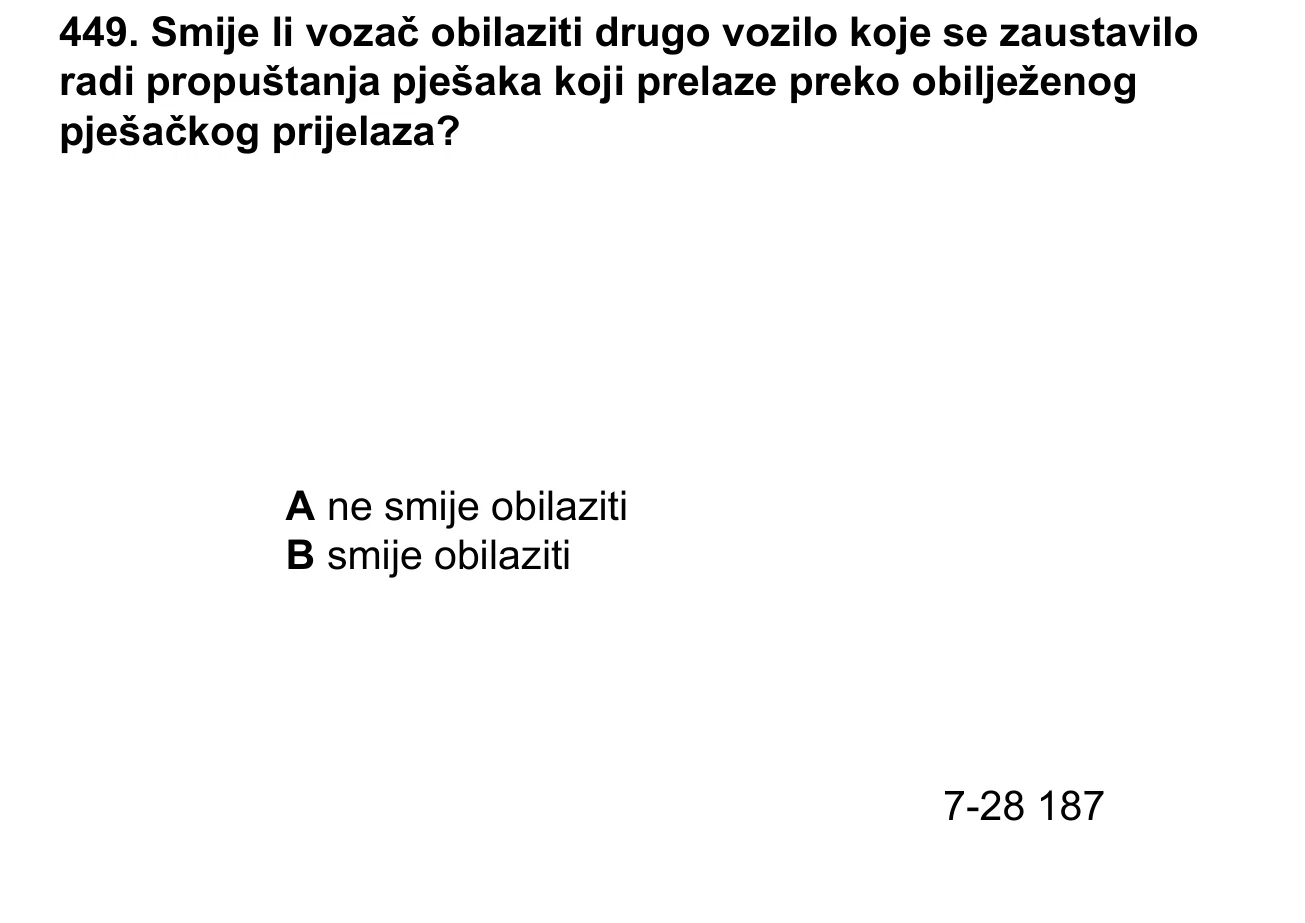 449. Smije li vozač obilaziti drugo vozilo koje se zaustavilo
radi propuštanja pješaka koji prelaze preko obilježenog
pješačkog prijelaza?
A ne smije obilaziti
B smije obilaziti
7-28 187